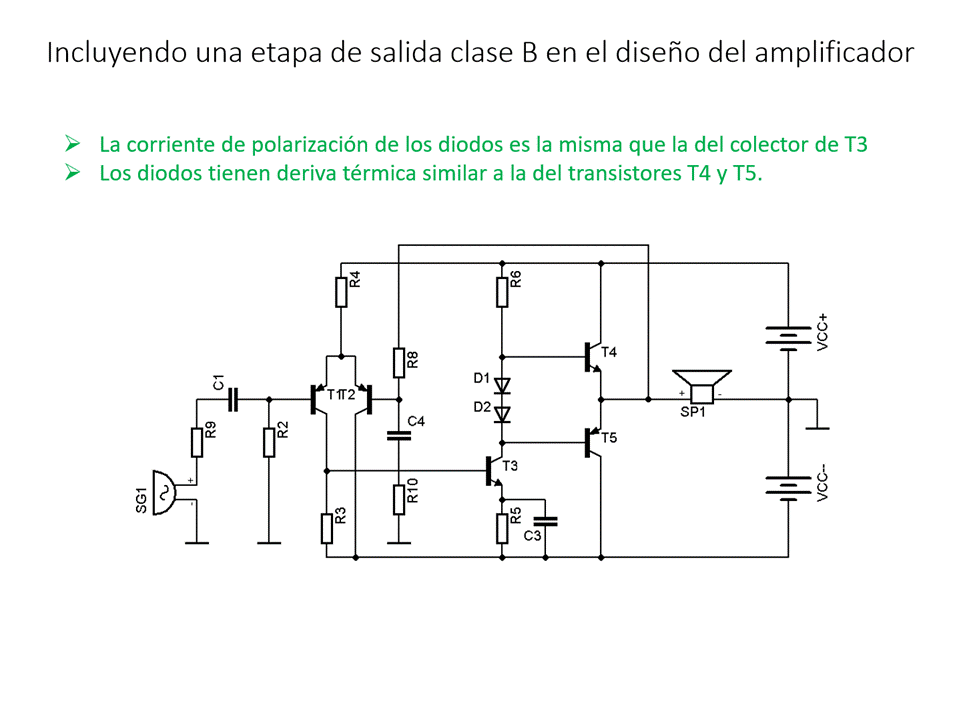 Incluyendo una etapa de salida clase B en el diseño del amplificador
La corriente de polarización de los diodos es la misma que la del colector de T3
Los diodos tienen deriva térmica similar a la del transistores T4 y T5.
R4
R6
VCC+
R8
T4
C1
D1
T1
T2
D2
SP1
+
-
R9
R2
C4
T5
T3
SG1
+
-
R3
R10
R5
C3
VCC--